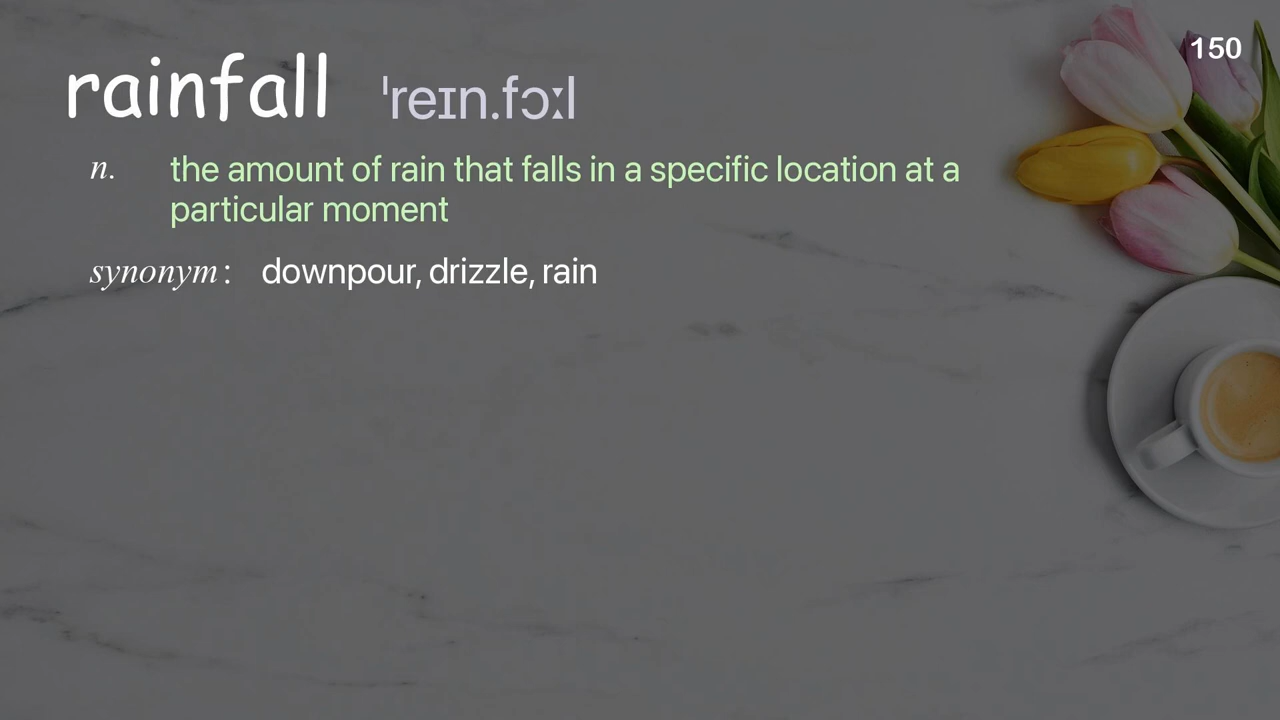 150
rainfall ˈreɪn.fɔːl
n. the amount of rain that falls in a specific location at a
particular moment
synonym: downpour, drizzle, rain